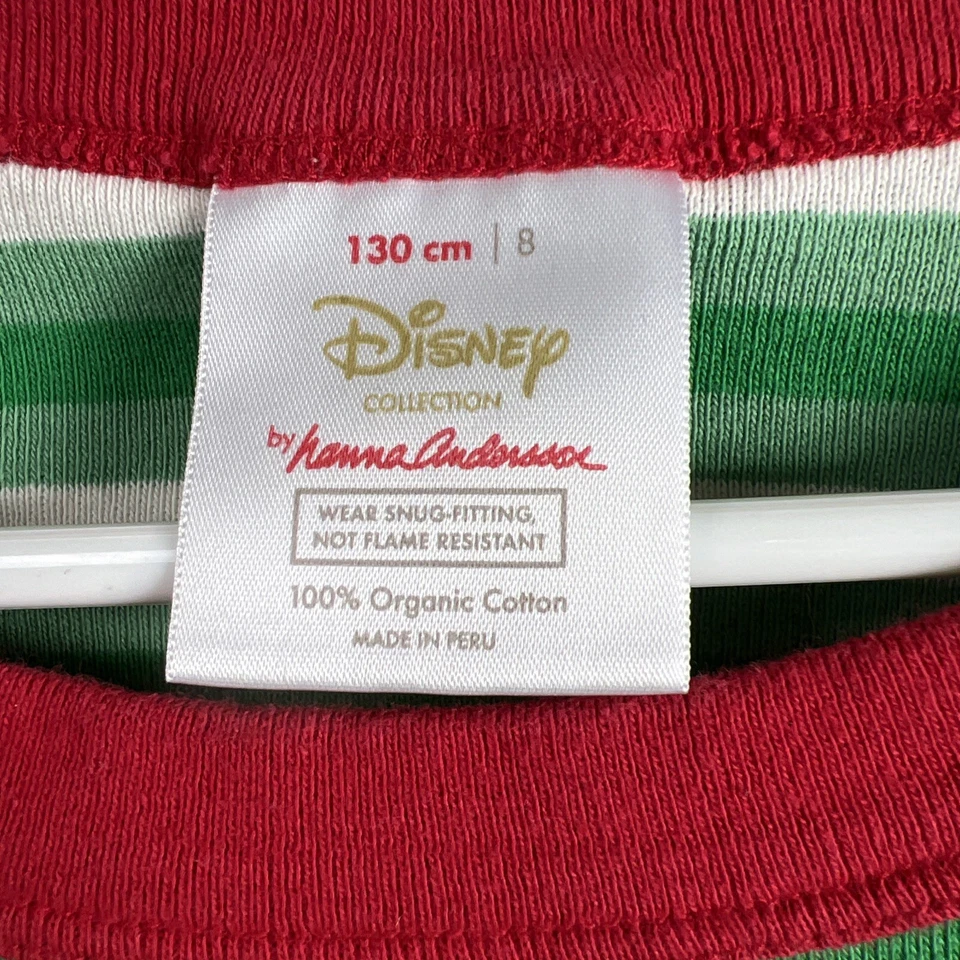 130 cm | 8
Disney
COLLECTION
by hanna Andersson
WEAR SNUG-FITTING,
NOT FLAME RESISTANT
100% Organic Cotton
MADE IN PERU